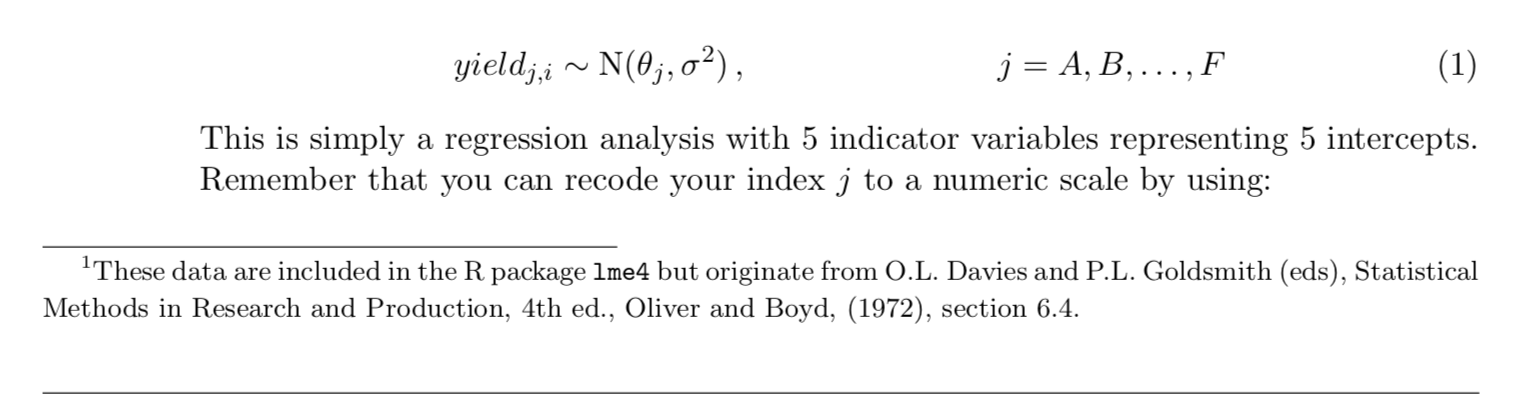 yield_{j,i} ∼ N(θ_j, σ²) , j = A, B, . . . , F (1)
This is simply a regression analysis with 5 indicator variables representing 5 intercepts.
Remember that you can recode your index j to a numeric scale by using:
¹These data are included in the R package lme4 but originate from O.L. Davies and P.L. Goldsmith (eds), Statistical
Methods in Research and Production, 4th ed., Oliver and Boyd, (1972), section 6.4.